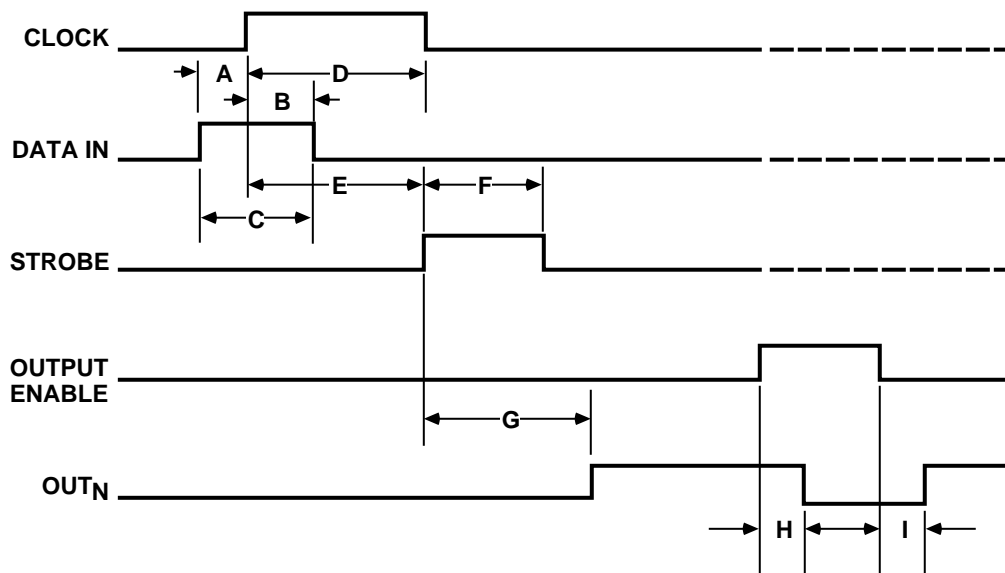 CLOCK
A
D
B
DATA IN
E
F
C
STROBE
OUTPUT
ENABLE
G
OUTN
H
I